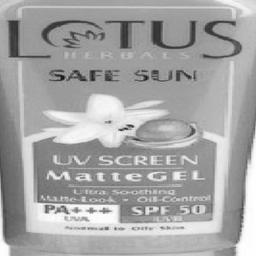 LOTUS
HERBALS
SAFE SUN
UV SCREEN
MatteGEL
Ultra Soothing
Matte-Look • Oil-Control
PA+++ SPF 50
UVA UVB
Normal to Oily Skin